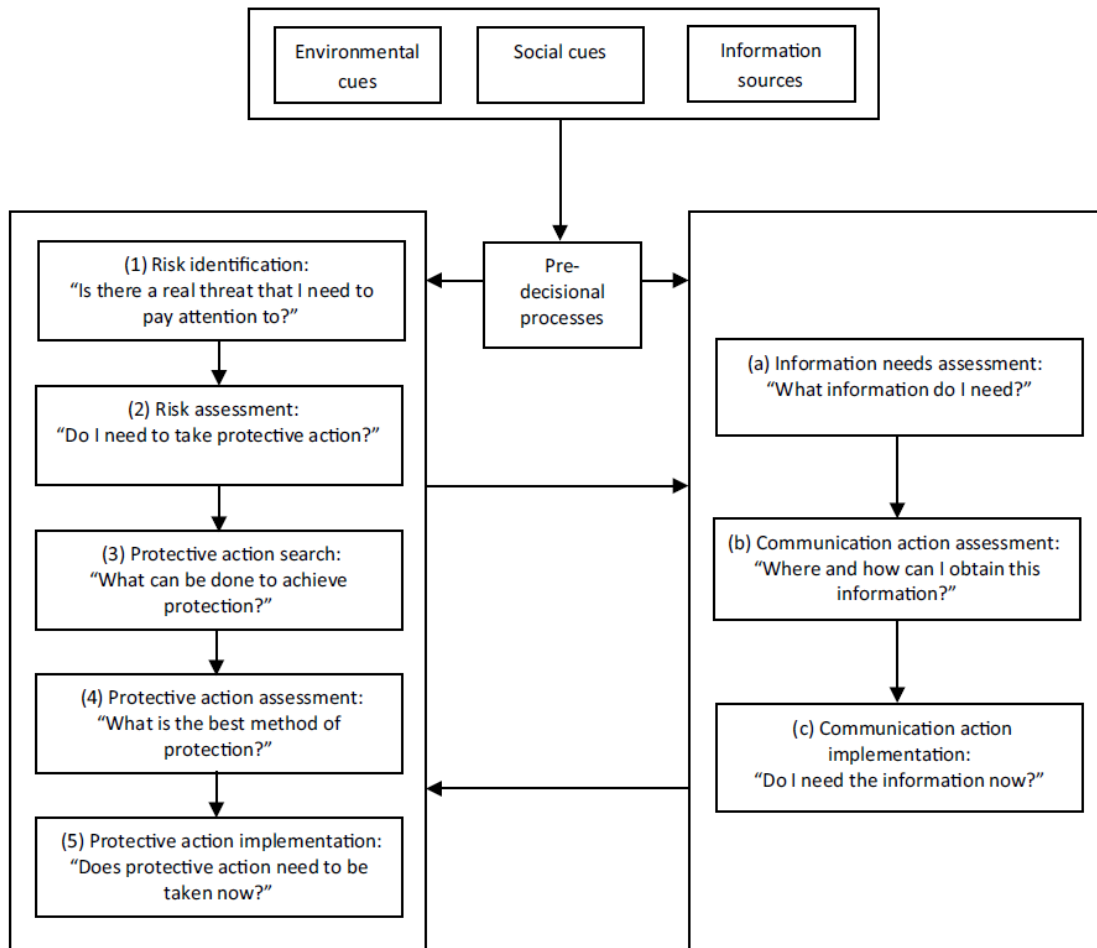 Environmental
cues
Social cues
Information
sources
Pre-
decisional
processes
(1) Risk identification:
“Is there a real threat that I need to
pay attention to?”
(2) Risk assessment:
“Do I need to take protective action?”
(3) Protective action search:
“What can be done to achieve
protection?”
(4) Protective action assessment:
“What is the best method of
protection?”
(5) Protective action implementation:
“Does protective action need to be
taken now?”
(a) Information needs assessment:
“What information do I need?”
(b) Communication action assessment:
“Where and how can I obtain this
information?”
(c) Communication action
implementation:
“Do I need the information now?”